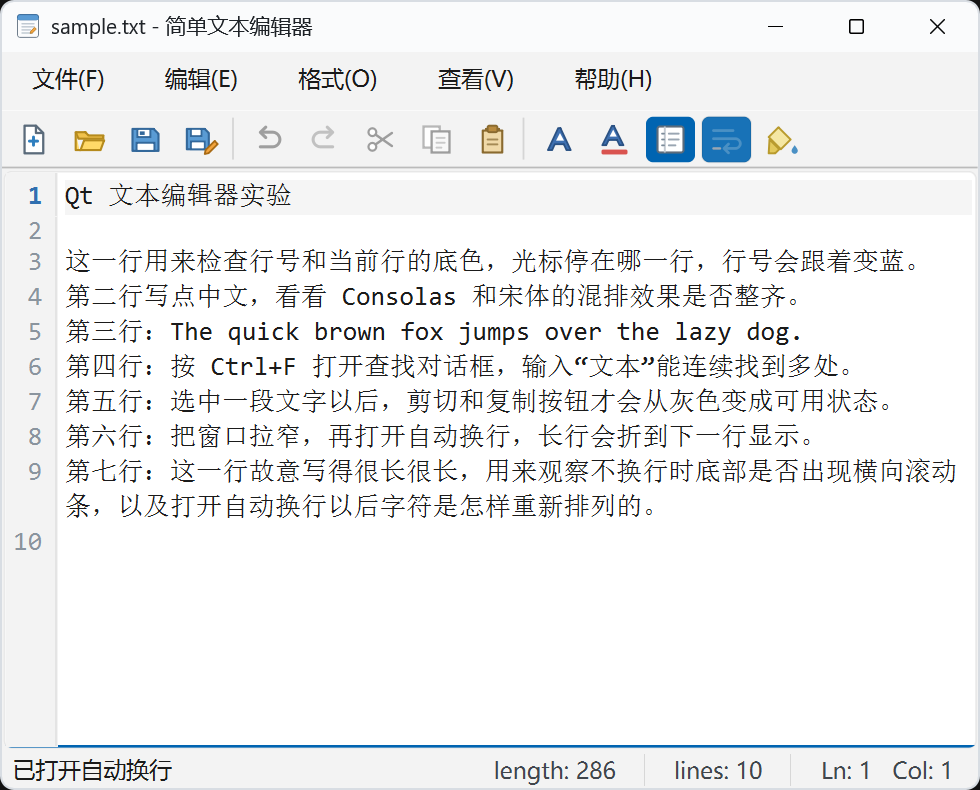 sample.txt - 简单文本编辑器
文件(F) 编辑(E) 格式(O) 查看(V) 帮助(H)
1 Qt 文本编辑器实验
2
3 这一行用来检查行号和当前行的底色，光标停在哪一行，行号会跟着变蓝。
4 第二行写点中文，看看 Consolas 和宋体的混排效果是否整齐。
5 第三行：The quick brown fox jumps over the lazy dog.
6 第四行：按 Ctrl+F 打开查找对话框，输入“文本”能连续找到多处。
7 第五行：选中一段文字以后，剪切和复制按钮才会从灰色变成可用状态。
8 第六行：把窗口拉窄，再打开自动换行，长行会折到下一行显示。
9 第七行：这一行故意写得很长很长，用来观察不换行时底部是否出现横向滚动
条，以及打开自动换行以后字符是怎样重新排列的。
10
已打开自动换行 length: 286 lines: 10 Ln: 1 Col: 1